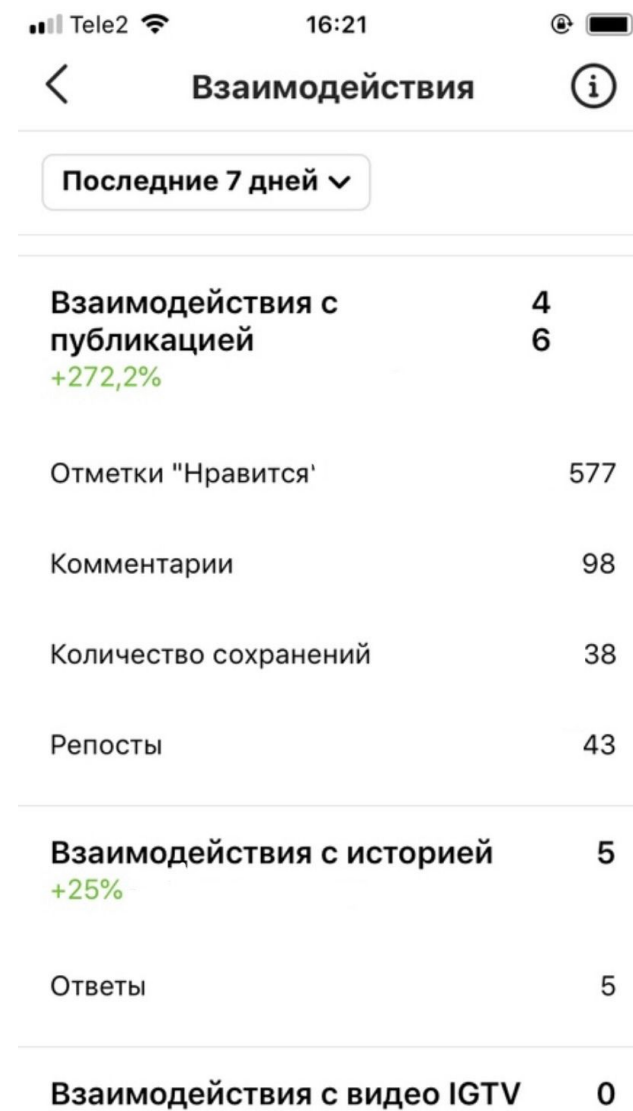 Tele2 16:21
Взаимодействия
Последние 7 дней
Взаимодействия с 4
публикацией 6
+272,2%
Отметки "Нравится' 577
Комментарии 98
Количество сохранений 38
Репосты 43
Взаимодействия с историей 5
+25%
Ответы 5
Взаимодействия с видео IGTV 0